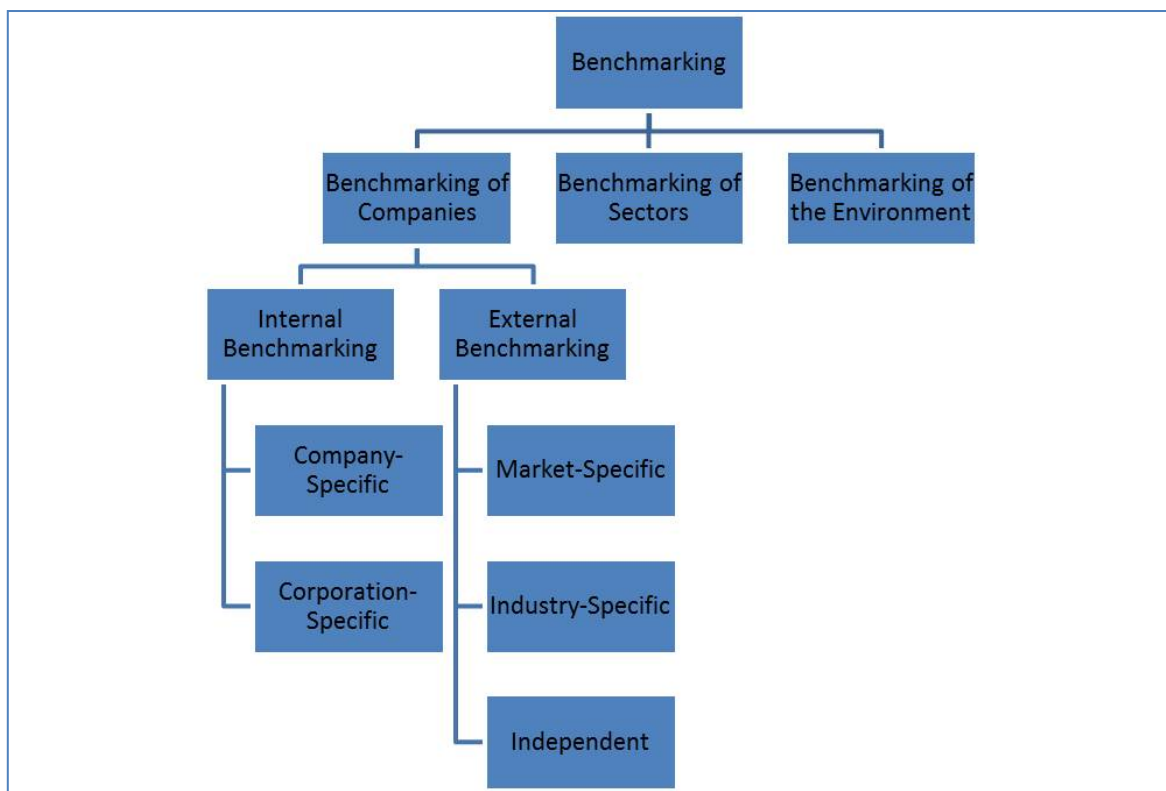 Benchmarking
Benchmarking of
Companies
Benchmarking of
Sectors
Benchmarking of
the Environment
Internal
Benchmarking
External
Benchmarking
Company-
Specific
Market-Specific
Corporation-
Specific
Industry-Specific
Independent